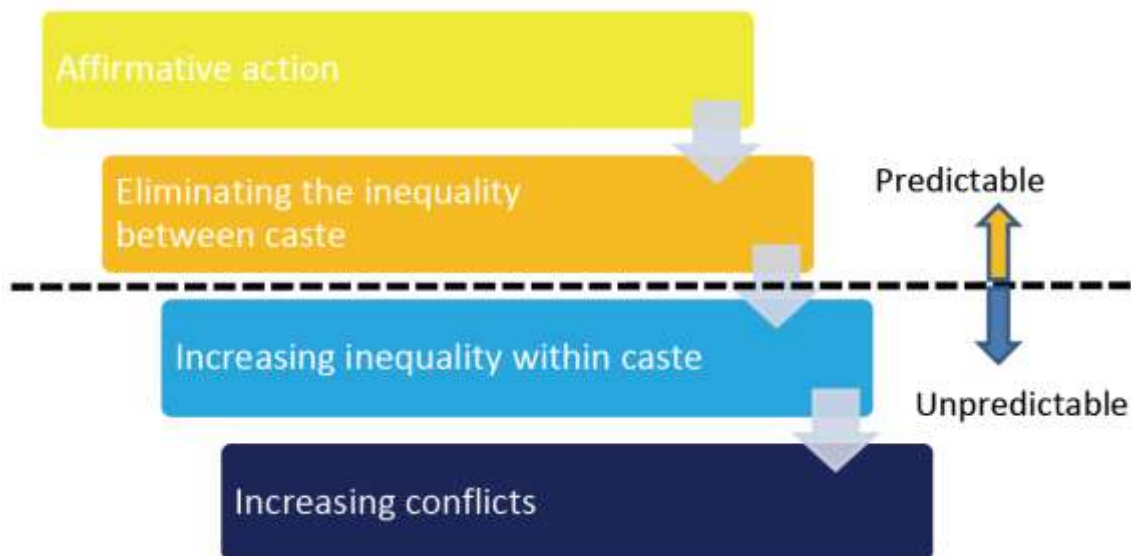 Affirmative action
Eliminating the inequality
between caste
Predictable
Increasing inequality within caste
Unpredictable
Increasing conflicts